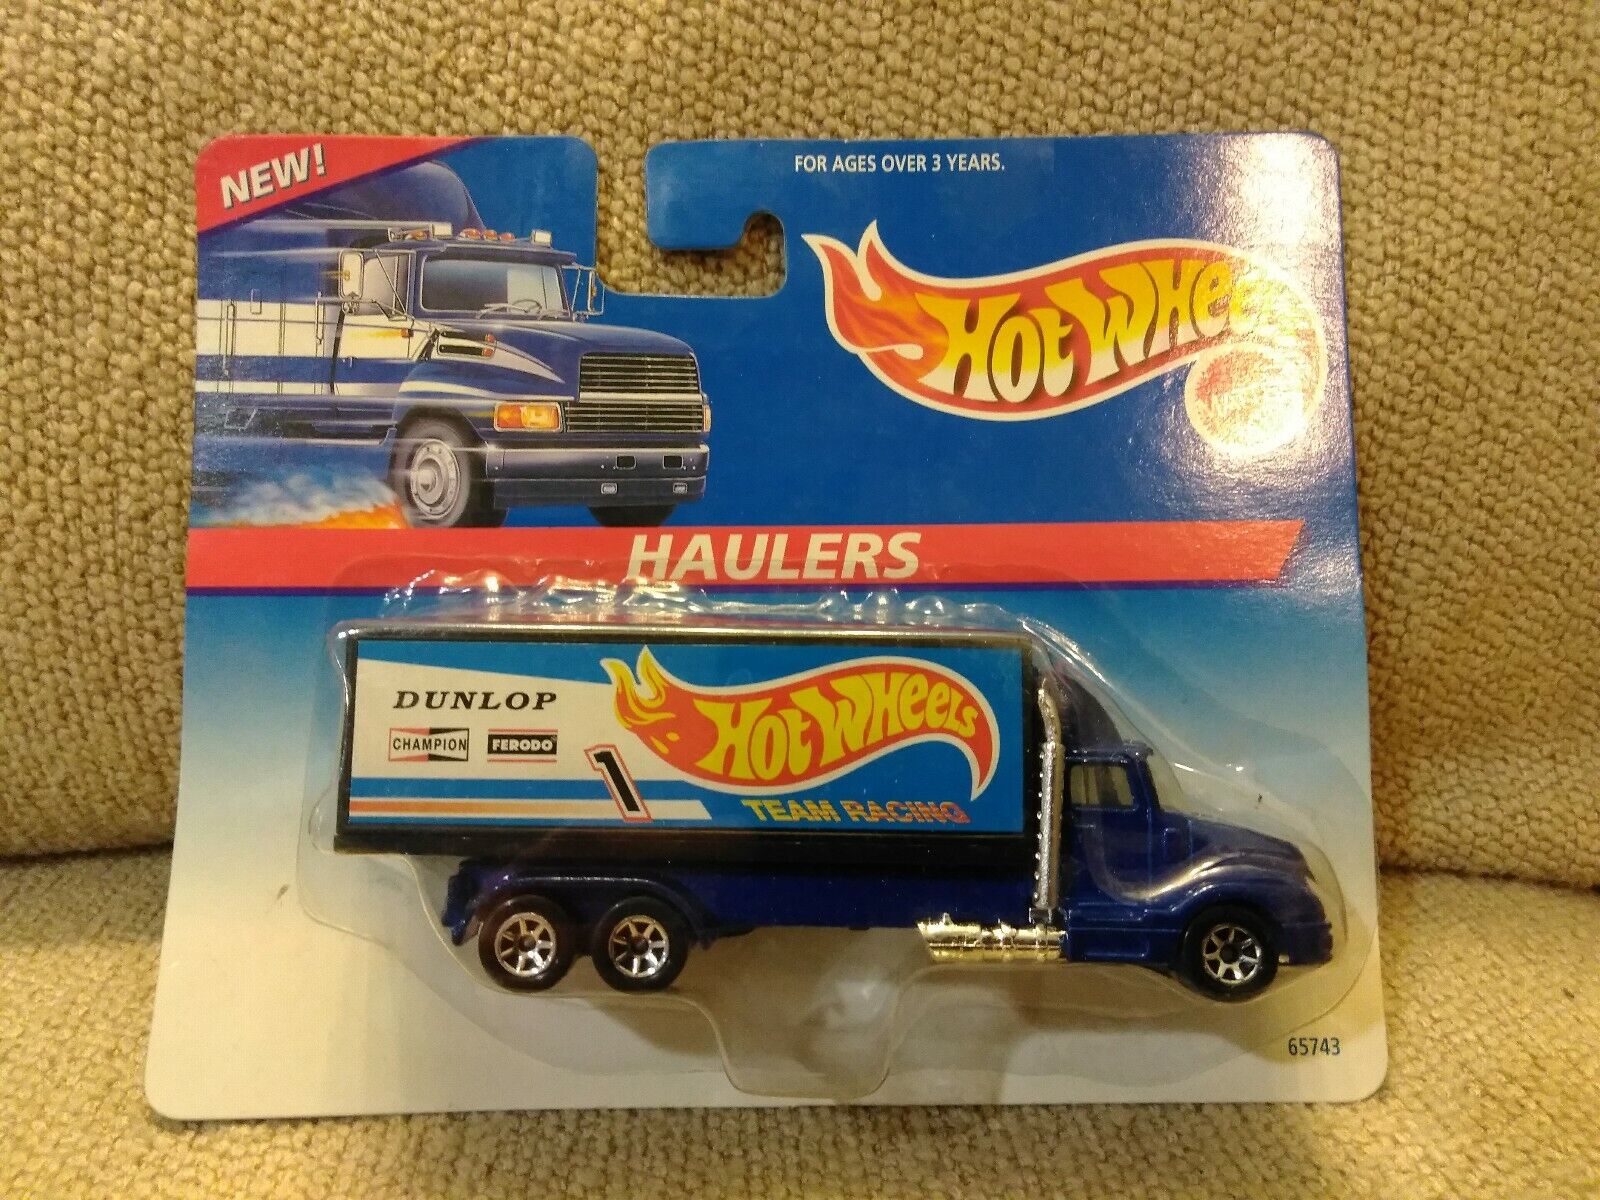 NEW!
FOR AGES OVER 3 YEARS.
HOT WHEELS
HAULERS
DUNLOP
CHAMPION
FERODO
1
HOT WHEELS
TEAM RACING
65743